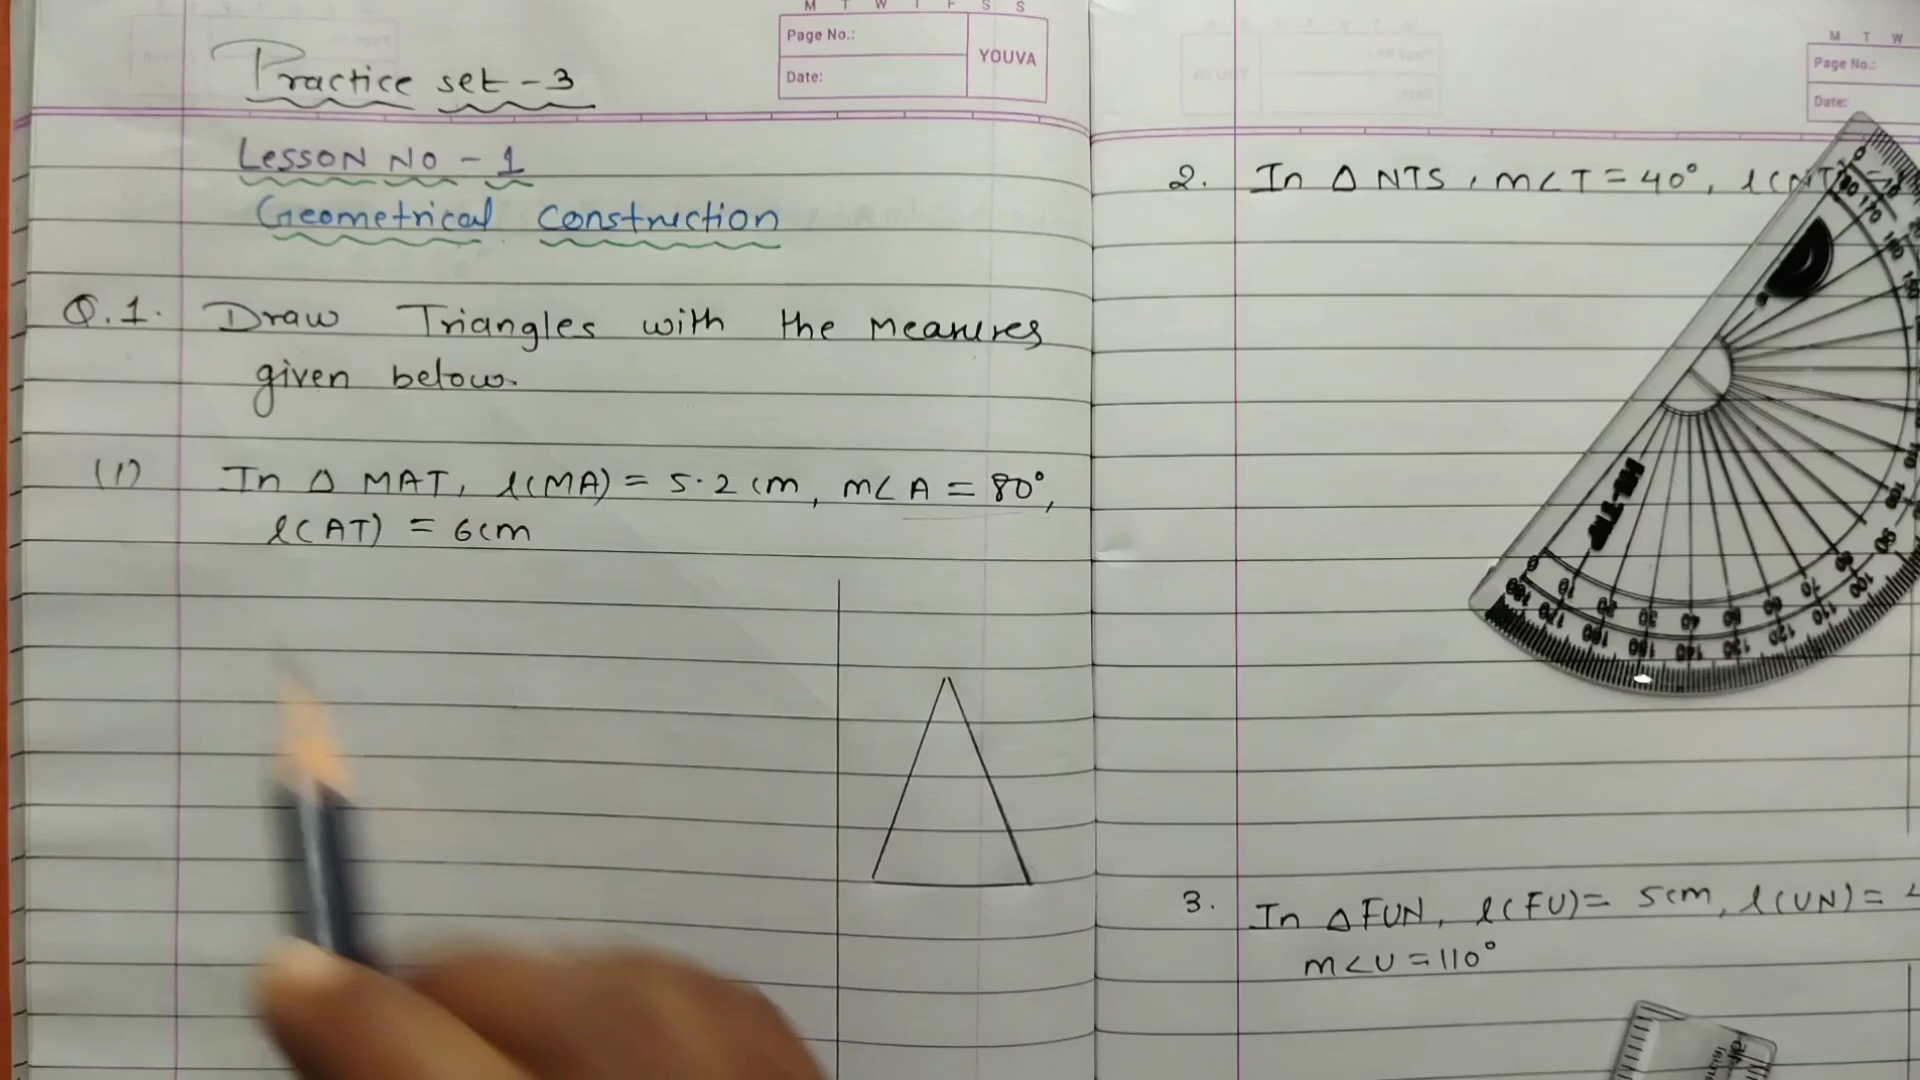 M T W T F S S
Page No.:
YOUVA
Date:
Practice set - 3
Lesson No - 1
Geometrical Construction
Q.1. Draw Triangles with the Measures
given below.
(1) In Δ MAT, l(MA) = 5.2 cm, m∠A = 80°,
l(AT) = 6cm
M T W
Page No.:
Date:
2. In Δ NTS, m∠T = 40°, l(NT)
3. In Δ FUN, l(FU) = 5cm, l(UN) =
m∠U = 110°